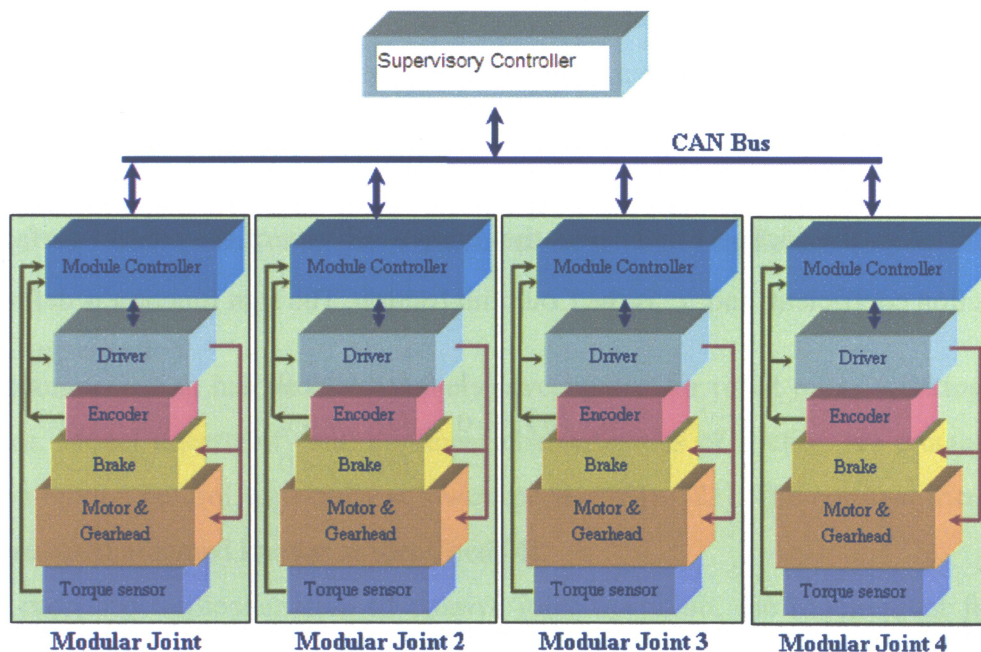 Supervisory Controller
CAN Bus
Module Controller
Driver
Encoder
Brake
Motor &
Gearhead
Torque sensor
Modular Joint
Module Controller
Driver
Encoder
Brake
Motor &
Gearhead
Torque sensor
Modular Joint 2
Module Controller
Driver
Encoder
Brake
Motor &
Gearhead
Torque sensor
Modular Joint 3
Module Controller
Driver
Encoder
Brake
Motor &
Gearhead
Torque sensor
Modular Joint 4